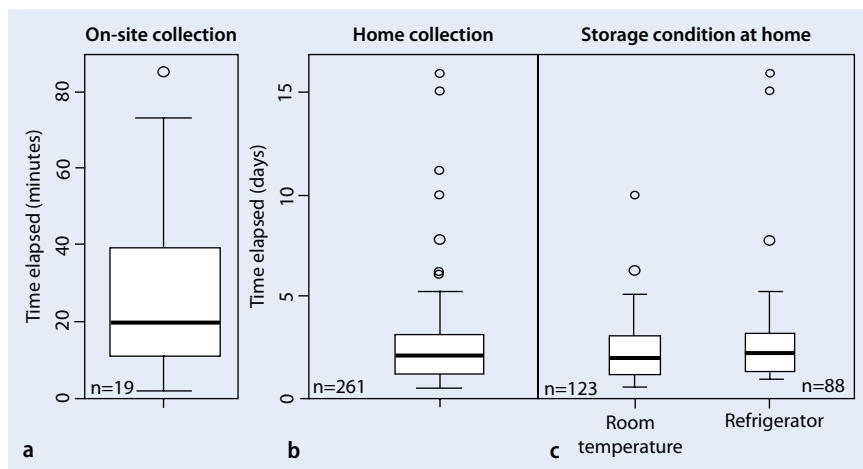 On-site collection
Home collection
Storage condition at home
Time elapsed (minutes)
80
60
40
20
0
n=19
a
Time elapsed (days)
15
10
5
0
n=261
b
n=123
n=88
Room
temperature
Refrigerator
c